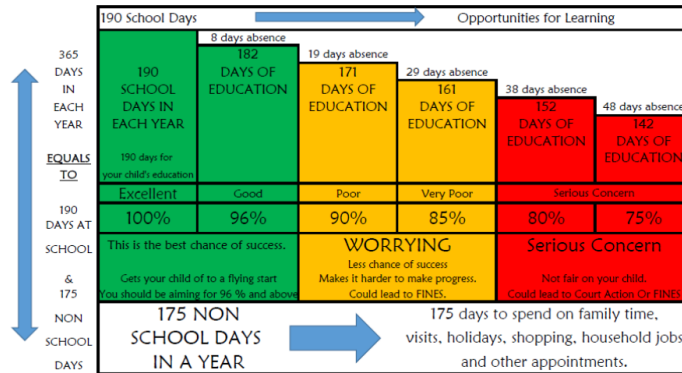 190 School Days
Opportunities for Learning
8 days absence
19 days absence
29 days absence
38 days absence
48 days absence
365
DAYS
IN
EACH
YEAR
EQUALS
TO
190
DAYS AT
SCHOOL
&
175
NON
SCHOOL
DAYS
190
SCHOOL
DAYS IN
EACH YEAR
190 days for
your child's education
182
DAYS OF
EDUCATION
171
DAYS OF
EDUCATION
161
DAYS OF
EDUCATION
152
DAYS OF
EDUCATION
142
DAYS OF
EDUCATION
Excellent
Good
Poor
Very Poor
Serious Concern
100%
96%
90%
85%
80%
75%
This is the best chance of success.
Gets your child of to a flying start
You should be aiming for 96 % and above
WORRYING
Less chance of success
Makes it harder to make progress.
Could lead to FINES.
Serious Concern
Not fair on your child.
Could lead to Court Action Or FINES
175 NON
SCHOOL DAYS
IN A YEAR
175 days to spend on family time,
visits, holidays, shopping, household jobs
and other appointments.